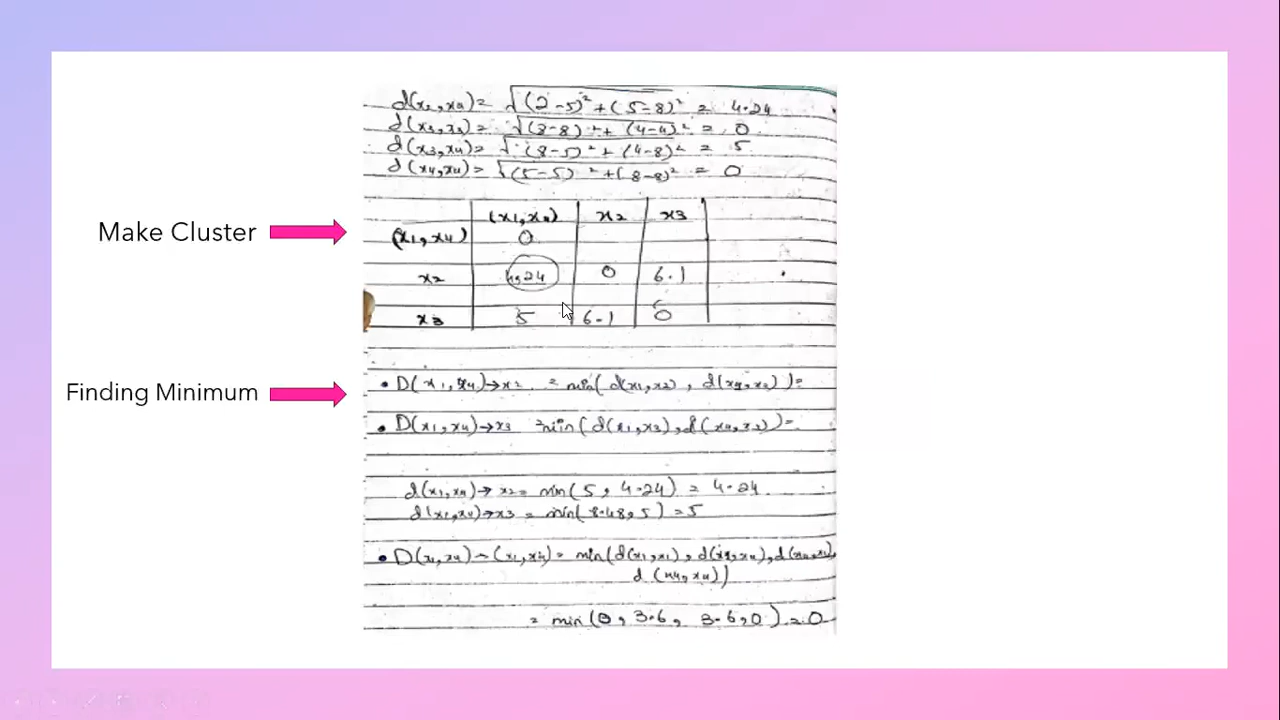 d(x2,x4)= √(2-5)²+(5-8)² = 4.24
d(x3,x3)= √(8-8)²+(4-4)² = 0
d(x3,x4)= √(8-5)²+(4-8)² = 5
d(x4,x4)= √(5-5)²+(8-8)² = 0
(x1,x4) x2 x3
Make Cluster
(x1,x4) 0
x2 4.24 0 6.1
x3 5 6.1 0
Finding Minimum
• D(x1,x4)→x2 = min(d(x1,x2), d(x4,x2))=
• D(x1,x4)→x3 =min(d(x1,x3),d(x4,x3))=
d(x1,x4)→ x2= min(5, 4.24) = 4.24
d(x1,x4)→x3 = min(8.48,5)=5
• D(x1,x4)-(x1,x4)= min(d(x1,x1), d(x1,x4),d(x4,x1),
d(x4,x4))
= min(0, 3.6, 3.6,0)=0